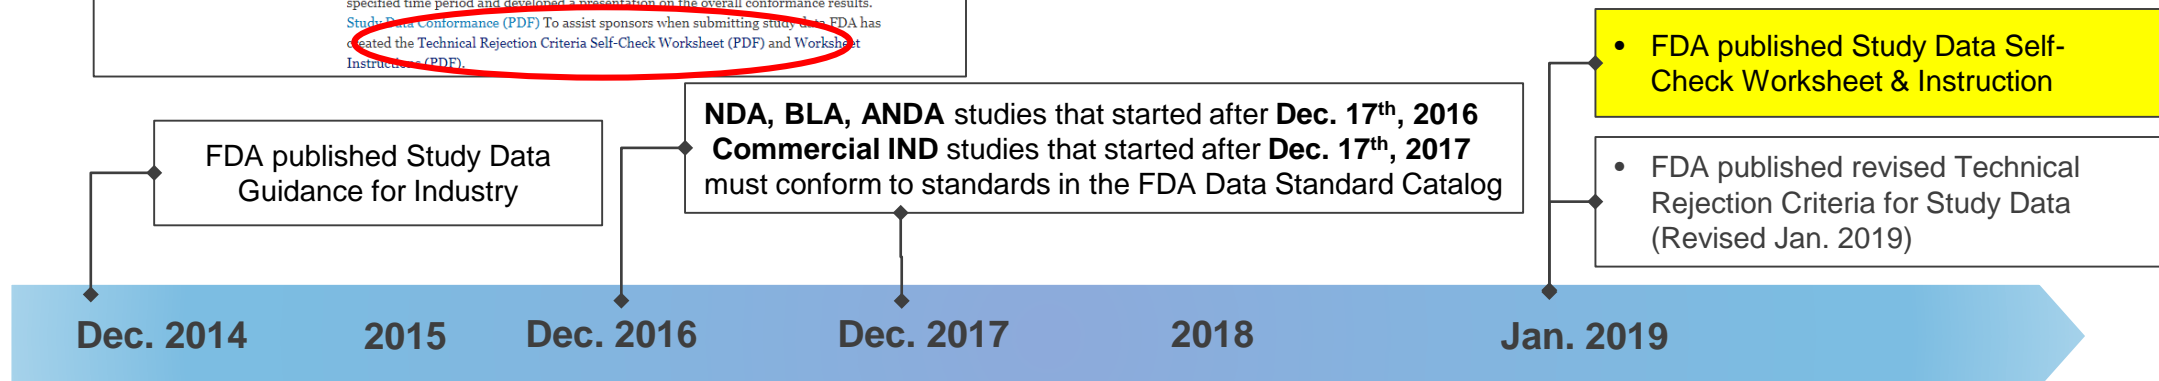 specified time period and developed a presentation on the overall conformance results.
Study Data Conformance (PDF) To assist sponsors when submitting study data FDA has
created the Technical Rejection Criteria Self-Check Worksheet (PDF) and Worksheet
Instructions (PDF).
• FDA published Study Data Self-
Check Worksheet & Instruction
NDA, BLA, ANDA studies that started after Dec. 17th, 2016
Commercial IND studies that started after Dec. 17th, 2017
must conform to standards in the FDA Data Standard Catalog
FDA published Study Data
Guidance for Industry
• FDA published revised Technical
Rejection Criteria for Study Data
(Revised Jan. 2019)
Dec. 2014
2015
Dec. 2016
Dec. 2017
2018
Jan. 2019